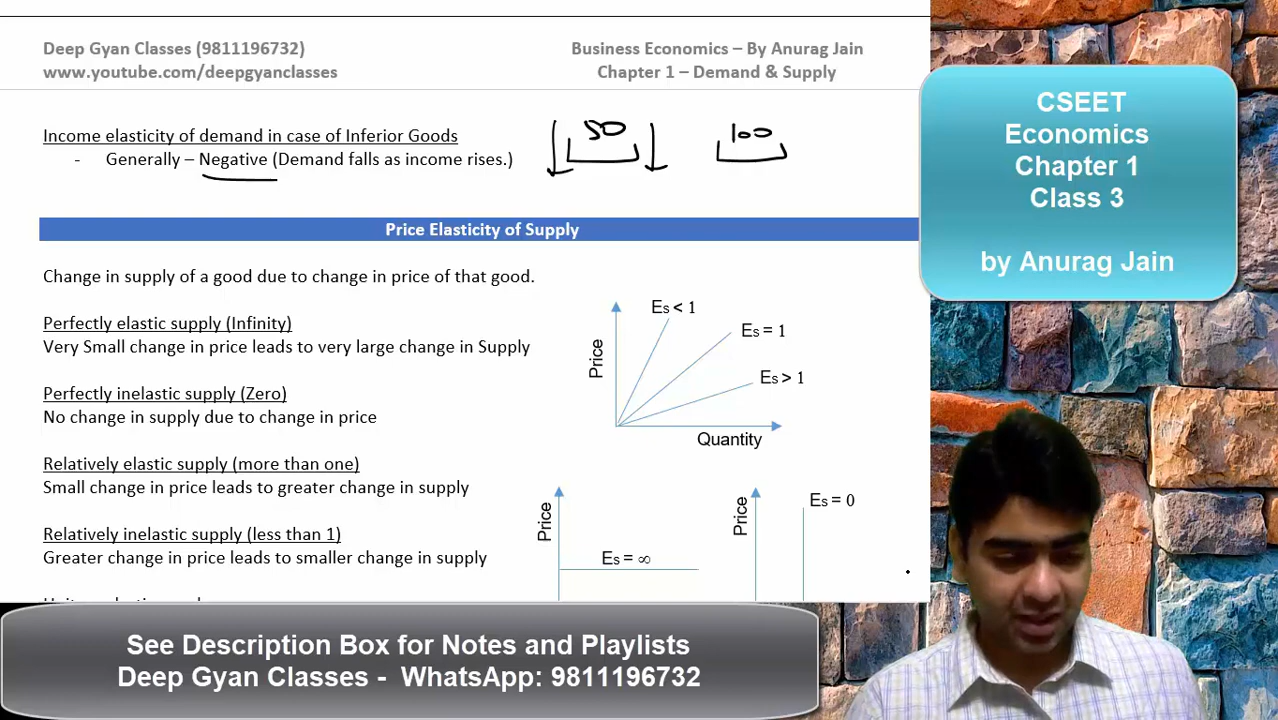 Deep Gyan Classes (9811196732)
www.youtube.com/deepgyanclasses
Business Economics – By Anurag Jain
Chapter 1 – Demand & Supply
Income elasticity of demand in case of Inferior Goods
- Generally – Negative (Demand falls as income rises.)
50
100
Price Elasticity of Supply
Change in supply of a good due to change in price of that good.
Perfectly elastic supply (Infinity)
Very Small change in price leads to very large change in Supply
Perfectly inelastic supply (Zero)
No change in supply due to change in price
Relatively elastic supply (more than one)
Small change in price leads to greater change in supply
Relatively inelastic supply (less than 1)
Greater change in price leads to smaller change in supply
Es < 1
Es = 1
Es > 1
Price
Quantity
Price
Es = ∞
Price
Es = 0
CSEET
Economics
Chapter 1
Class 3
by Anurag Jain
See Description Box for Notes and Playlists
Deep Gyan Classes - WhatsApp: 9811196732